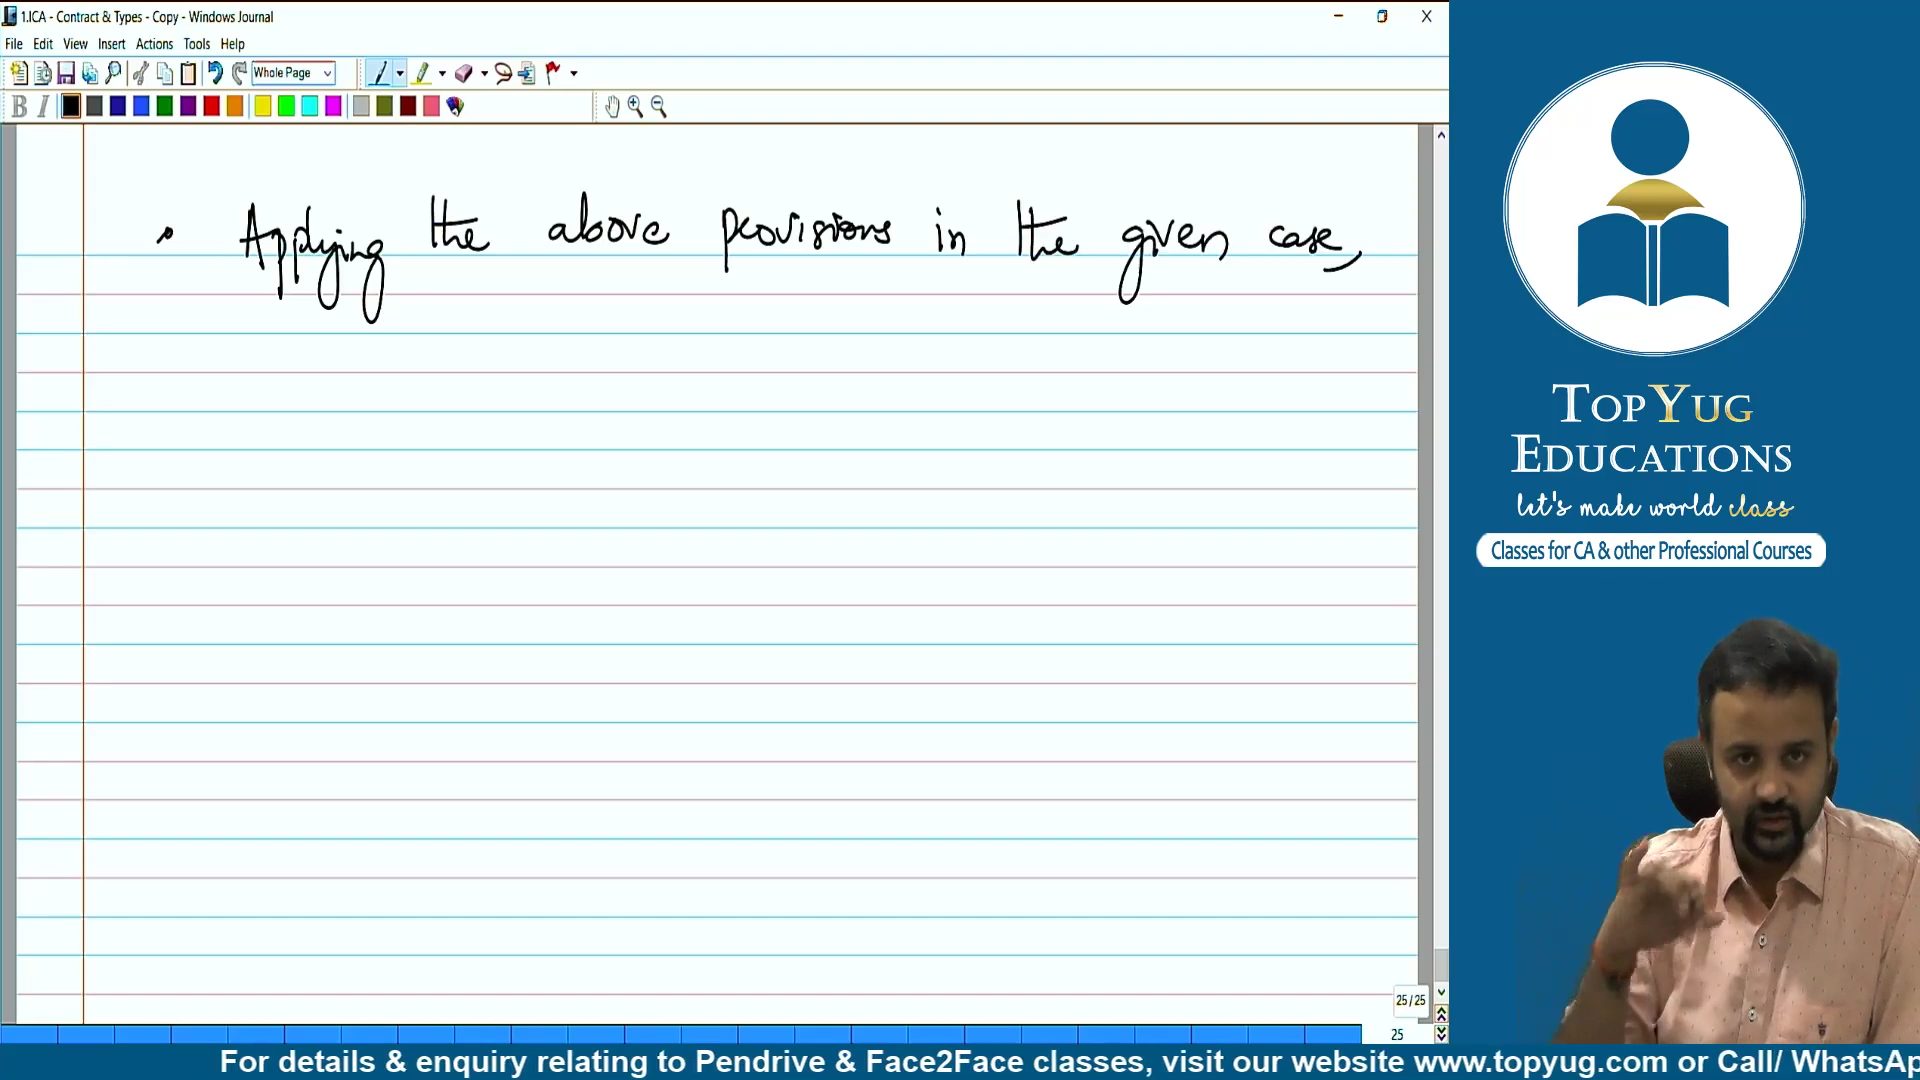 1.ICA - Contract & Types - Copy - Windows Journal
File Edit View Insert Actions Tools Help
Whole Page
B I
• Applying the above provisions in the given case,
25 / 25
25
TOPYUG
EDUCATIONS
let's make world class
Classes for CA & other Professional Courses
For details & enquiry relating to Pendrive & Face2Face classes, visit our website www.topyug.com or Call/ WhatsAp